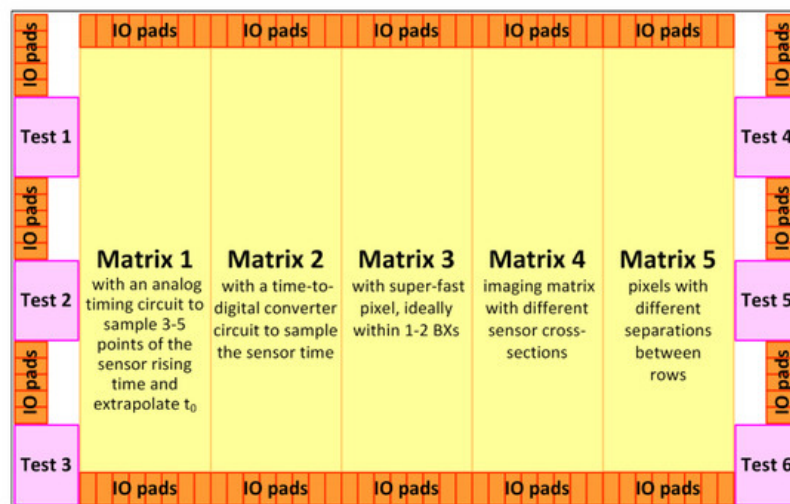 IO pads
IO pads
IO pads
IO pads
IO pads
IO pads
IO pads
Test 1
Test 4
IO pads
IO pads
Matrix 1
with an analog
timing circuit to
sample 3-5
points of the
sensor rising
time and
extrapolate t₀
Matrix 2
with a time-to-
digital converter
circuit to sample
the sensor time
Matrix 3
with super-fast
pixel, ideally
within 1-2 BXs
Matrix 4
imaging matrix
with different
sensor cross-
sections
Matrix 5
pixels with
different
separations
between
rows
Test 2
Test 5
IO pads
IO pads
Test 3
Test 6
IO pads
IO pads
IO pads
IO pads
IO pads